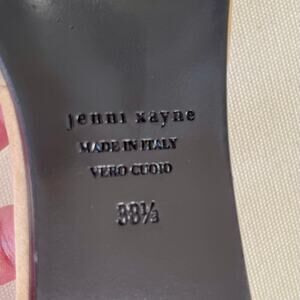 jenni kayne
MADE IN ITALY
VERO CUOIO
38½